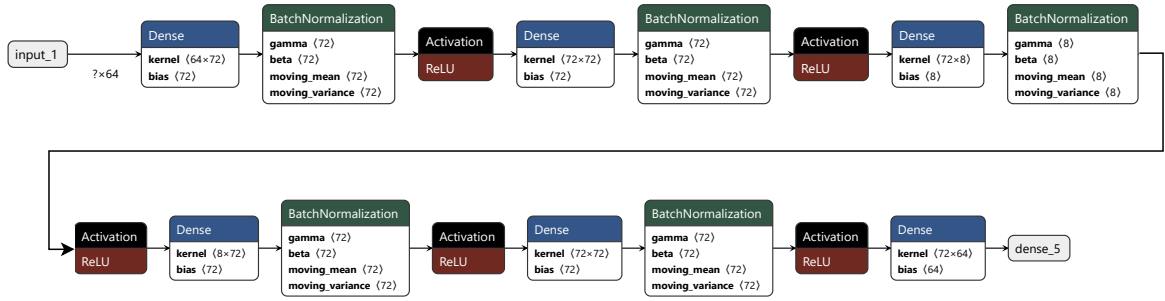 input_1
?×64
Dense
kernel ⟨64×72⟩
bias ⟨72⟩
BatchNormalization
gamma ⟨72⟩
beta ⟨72⟩
moving_mean ⟨72⟩
moving_variance ⟨72⟩
Activation
ReLU
Dense
kernel ⟨72×72⟩
bias ⟨72⟩
BatchNormalization
gamma ⟨72⟩
beta ⟨72⟩
moving_mean ⟨72⟩
moving_variance ⟨72⟩
Activation
ReLU
Dense
kernel ⟨72×8⟩
bias ⟨8⟩
BatchNormalization
gamma ⟨8⟩
beta ⟨8⟩
moving_mean ⟨8⟩
moving_variance ⟨8⟩
Activation
ReLU
Dense
kernel ⟨8×72⟩
bias ⟨72⟩
BatchNormalization
gamma ⟨72⟩
beta ⟨72⟩
moving_mean ⟨72⟩
moving_variance ⟨72⟩
Activation
ReLU
Dense
kernel ⟨72×72⟩
bias ⟨72⟩
BatchNormalization
gamma ⟨72⟩
beta ⟨72⟩
moving_mean ⟨72⟩
moving_variance ⟨72⟩
Activation
ReLU
Dense
kernel ⟨72×64⟩
bias ⟨64⟩
dense_5